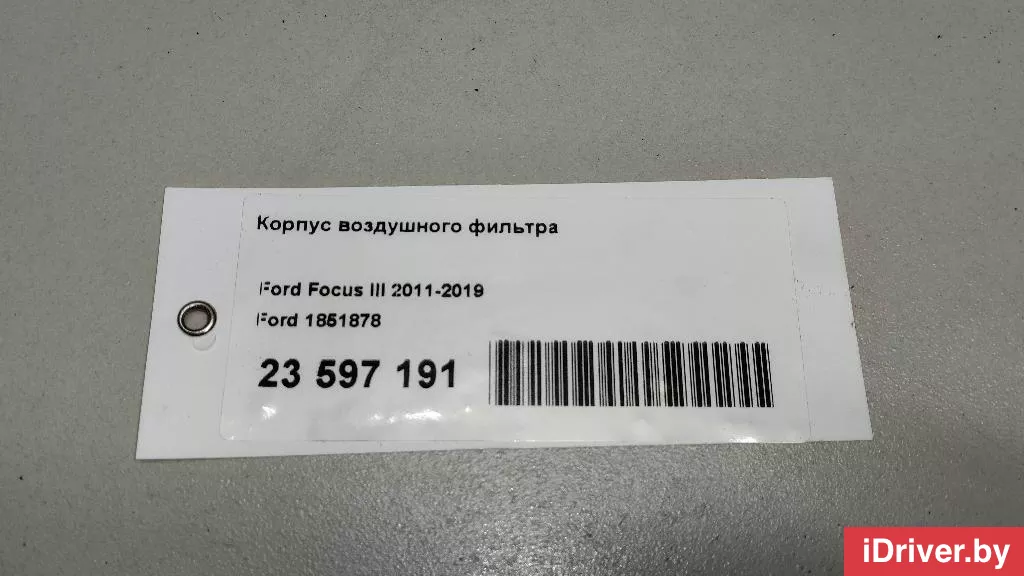 Корпус воздушного фильтра
Ford Focus III 2011-2019
Ford 1851878
23 597 191
iDriver.by